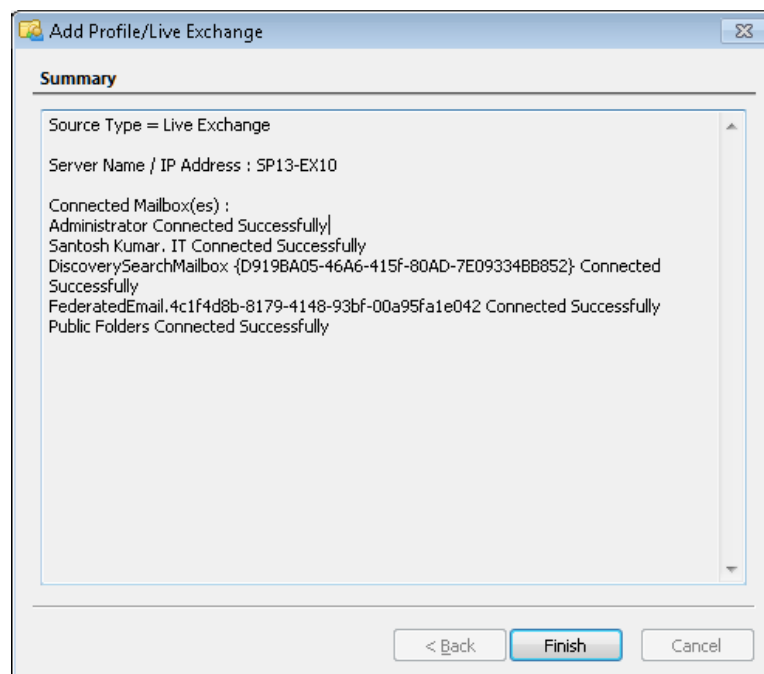 Add Profile/Live Exchange
Summary
Source Type = Live Exchange
Server Name / IP Address : SP13-EX10
Connected Mailbox(es) :
Administrator Connected Successfully
Santosh Kumar. IT Connected Successfully
DiscoverySearchMailbox {D919BA05-46A6-415f-80AD-7E09334BB852} Connected
Successfully
FederatedEmail.4c1f4d8b-8179-4148-93bf-00a95fa1e042 Connected Successfully
Public Folders Connected Successfully
< Back
Finish
Cancel